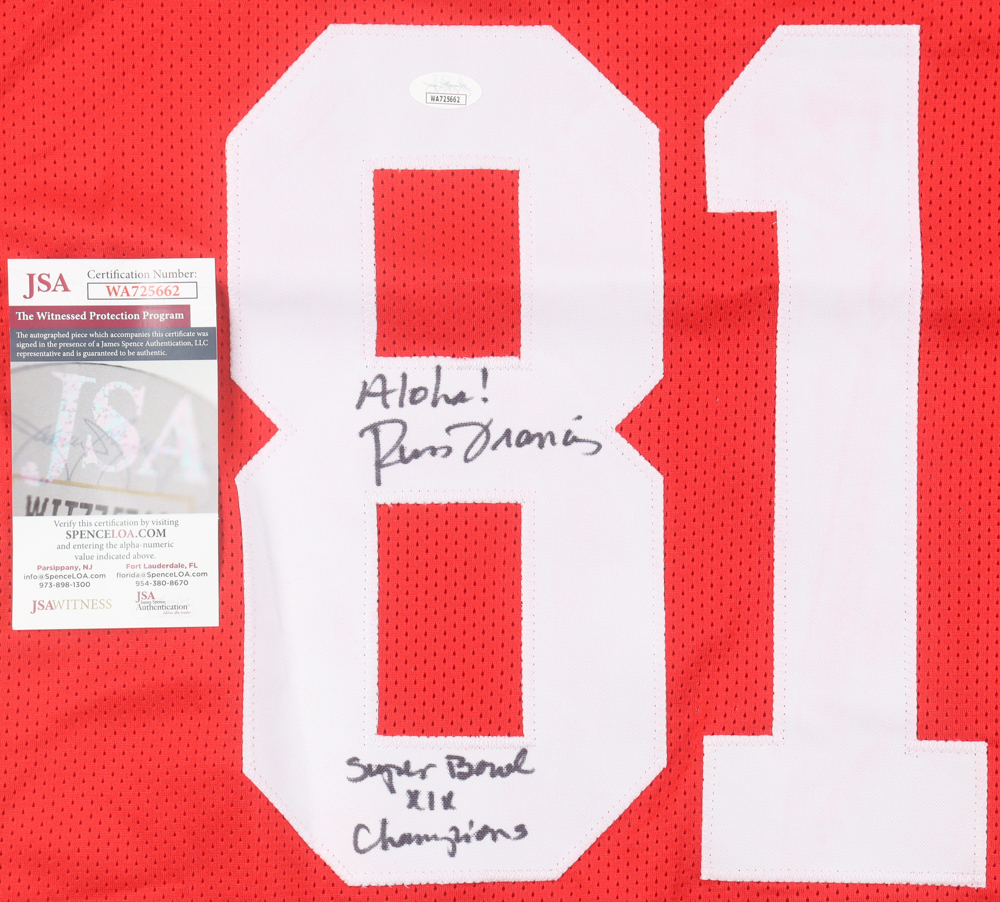 81
WA725662
JSA
Certification Number:
WA725662
The Witnessed Protection Program
The autographed piece which accompanies this certificate was
signed in the presence of a James Spence Authentication, LLC
representative and is guaranteed to be authentic.
JSA
Verify this certification by visiting
SPENCELOA.COM
and entering the alpha-numeric
value indicated above.
Parsippany, NJ
info@SpenceLOA.com
973-898-1300
Fort Lauderdale, FL
florida@SpenceLOA.com
954-380-8670
JSAWITNESS
JSA
James Spence
Authentication
Aloha!
Russ Francis
Super Bowl
XIX
Champions